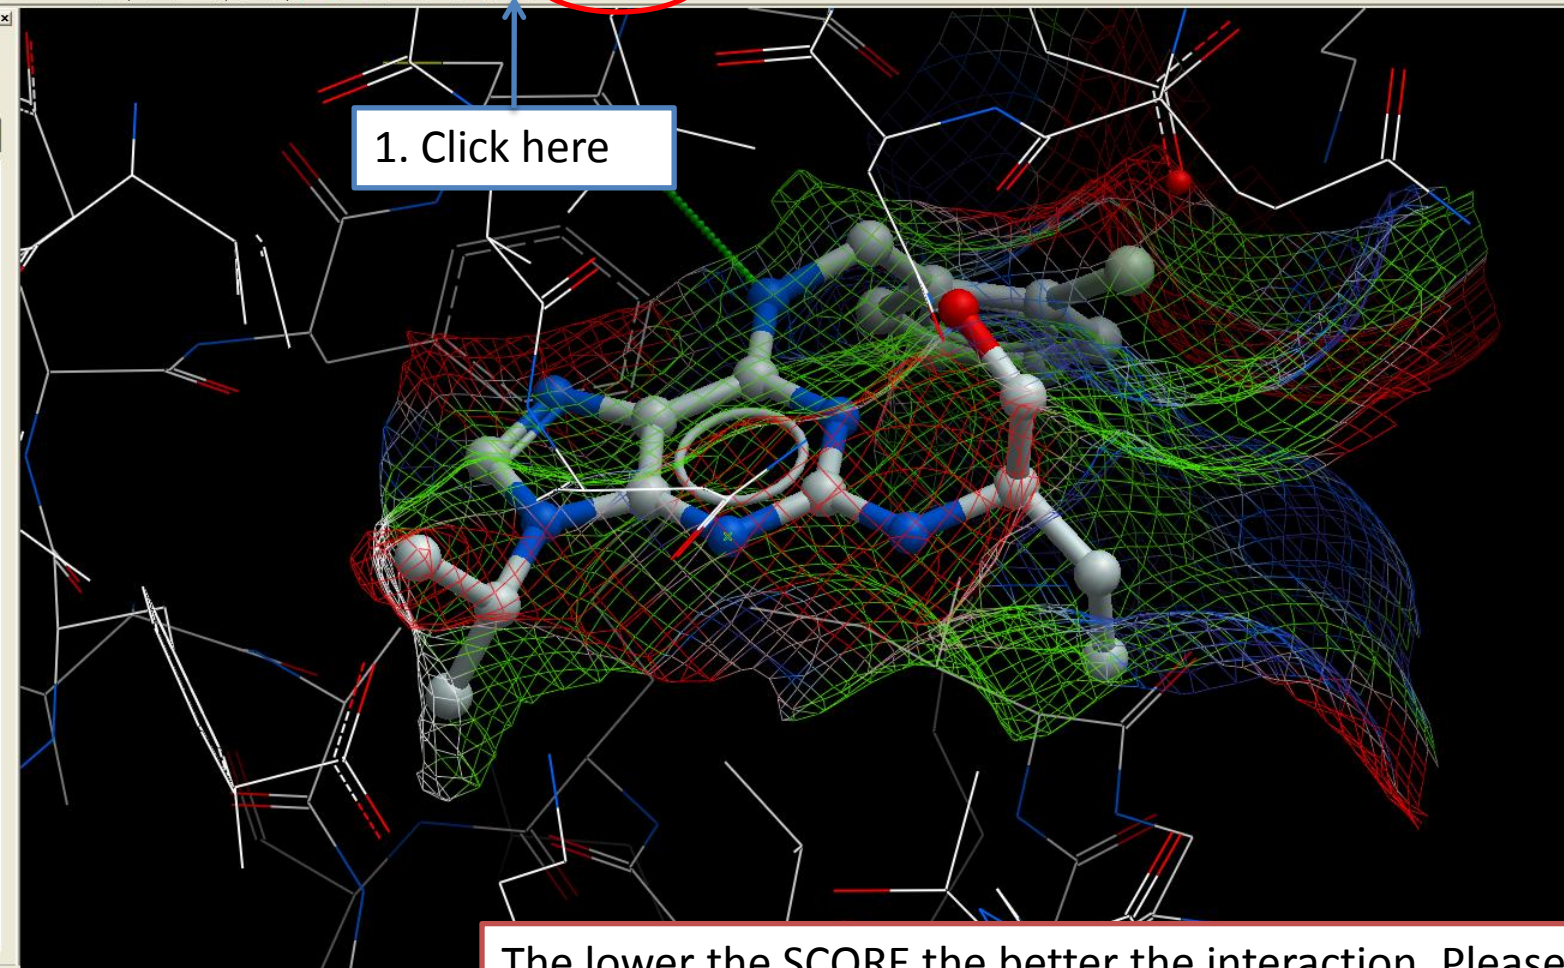 1. Click here
The lower the SCORE the better the interaction. Please